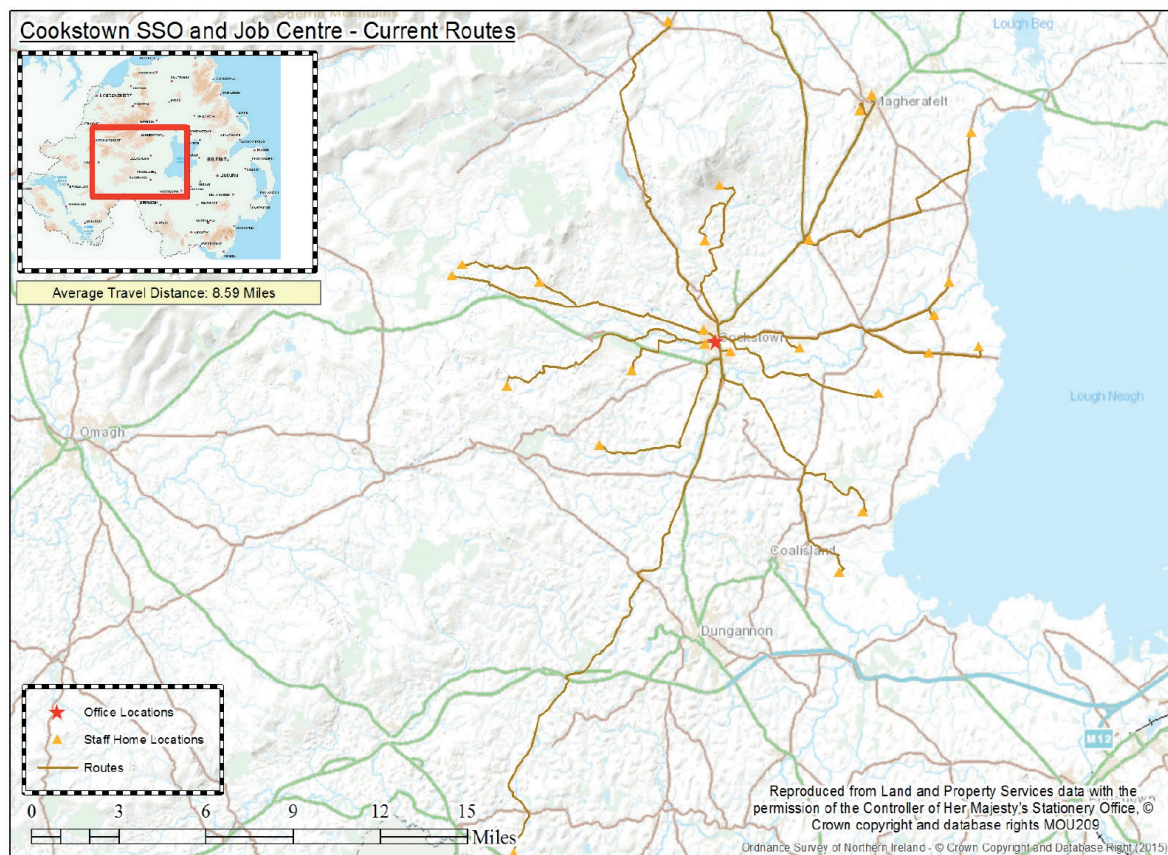 Cookstown SSO and Job Centre - Current Routes
Lough Beg
Magherafelt
Average Travel Distance: 8.59 Miles
Cookstown
Lough Neagh
Omagh
Coalisland
Dungannon
Office Locations
Staff Home Locations
Routes
M12
0 3 6 9 12 15
Miles
Reproduced from Land and Property Services data with the
permission of the Controller of Her Majesty's Stationery Office, ©
Crown copyright and database rights MOU209
Ordnance Survey of Northern Ireland - © Crown Copyright and Database Right (2015)